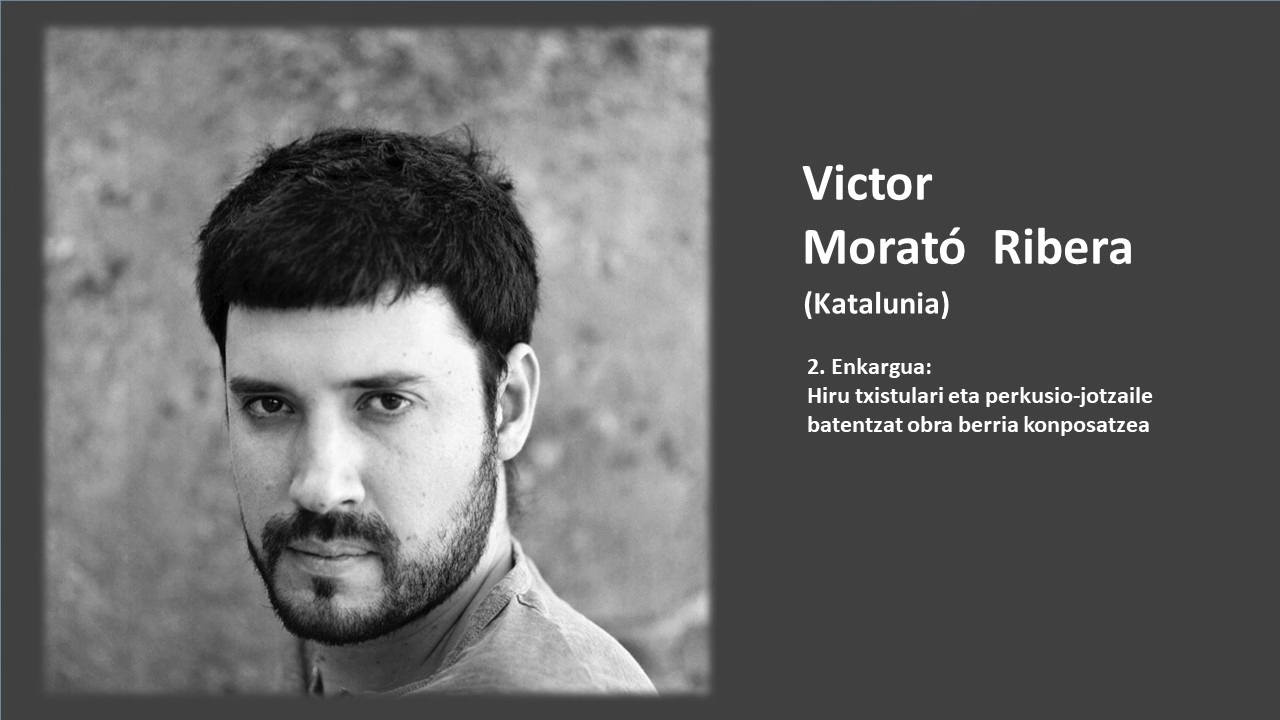 Victor
Morató Ribera
(Katalunia)
2. Enkargua:
Hiru txistulari eta perkusio-jotzaile
batentzat obra berria konposatzea